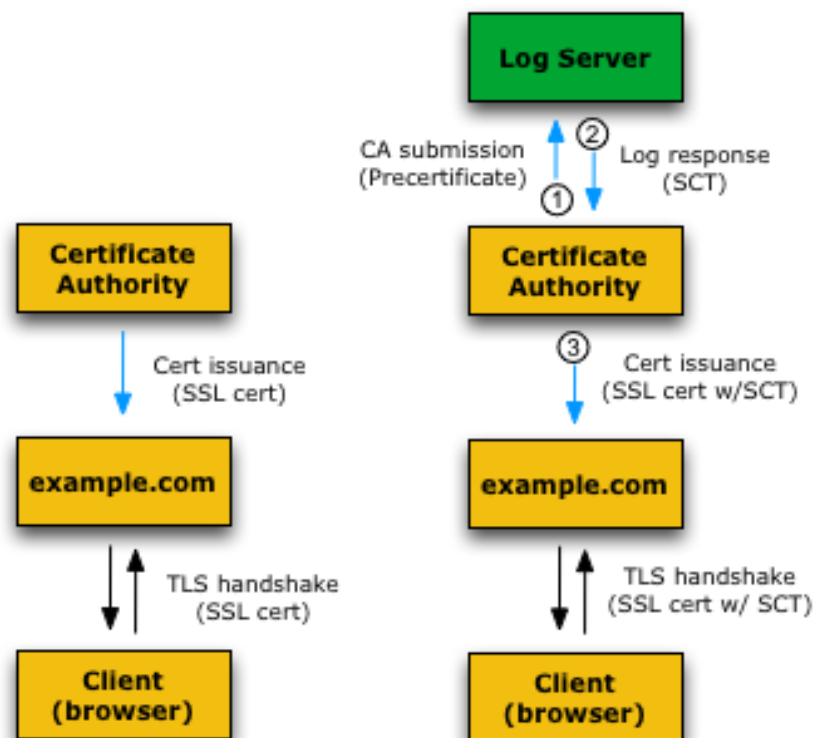 Log Server
CA submission
(Precertificate)
1
2
Log response
(SCT)
Certificate
Authority
Cert issuance
(SSL cert)
example.com
TLS handshake
(SSL cert)
Client
(browser)
Certificate
Authority
3
Cert issuance
(SSL cert w/SCT)
example.com
TLS handshake
(SSL cert w/ SCT)
Client
(browser)